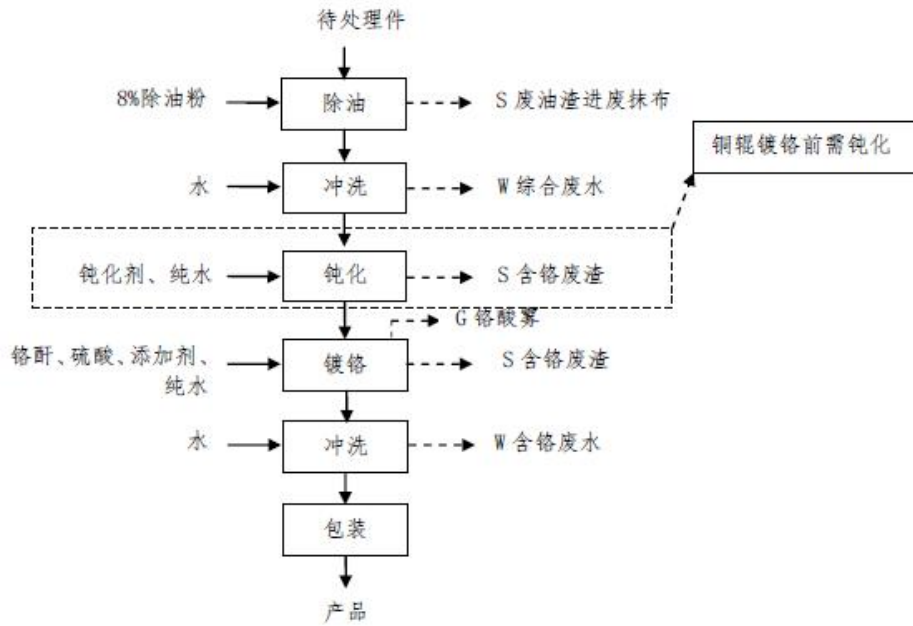 待处理件
8%除油粉
除油
S 废油渣进废抹布
铜辊镀铬前需钝化
水
冲洗
W 综合废水
钝化剂、纯水
钝化
S 含铬废渣
G 铬酸雾
铬酐、硫酸、添加剂、
纯水
镀铬
S 含铬废渣
水
冲洗
W 含铬废水
包装
产品